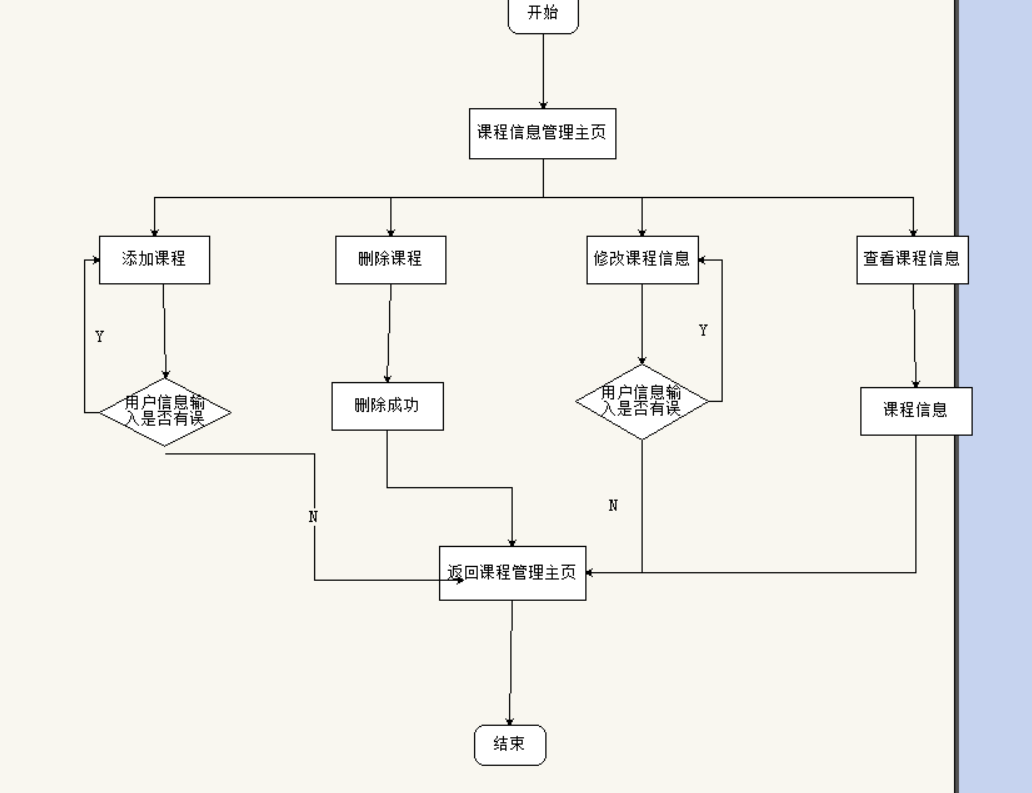 开始
课程信息管理主页
添加课程
删除课程
修改课程信息
查看课程信息
Y
Y
用户信息输
入是否有误
删除成功
用户信息输
入是否有误
课程信息
N
N
返回课程管理主页
结束